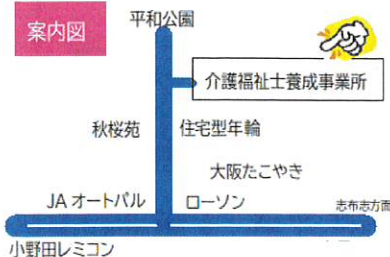 案内図
平和公園
介護福祉士養成事業所
秋桜苑
住宅型年輪
大阪たこやき
JAオートパル
ローソン
志布志方面
小野田レミコン